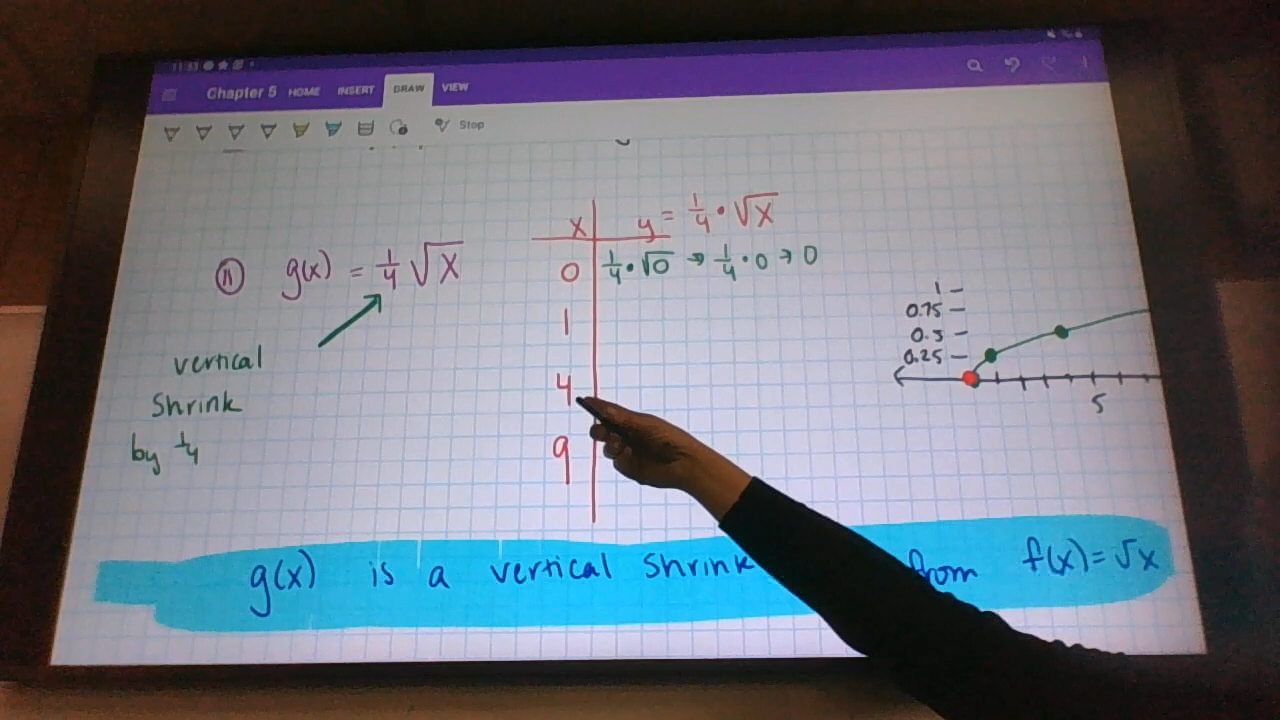 11:43
Chapter 5 HOME INSERT DRAW VIEW
Stop
11 g(x) = 1/4 √x
vertical
shrink
by 1/4
x y = 1/4 • √x
0 1/4 • √0 → 1/4 • 0 → 0
1
4
9
1
0.75
0.5
0.25
5
g(x) is a vertical shrink from f(x) = √x